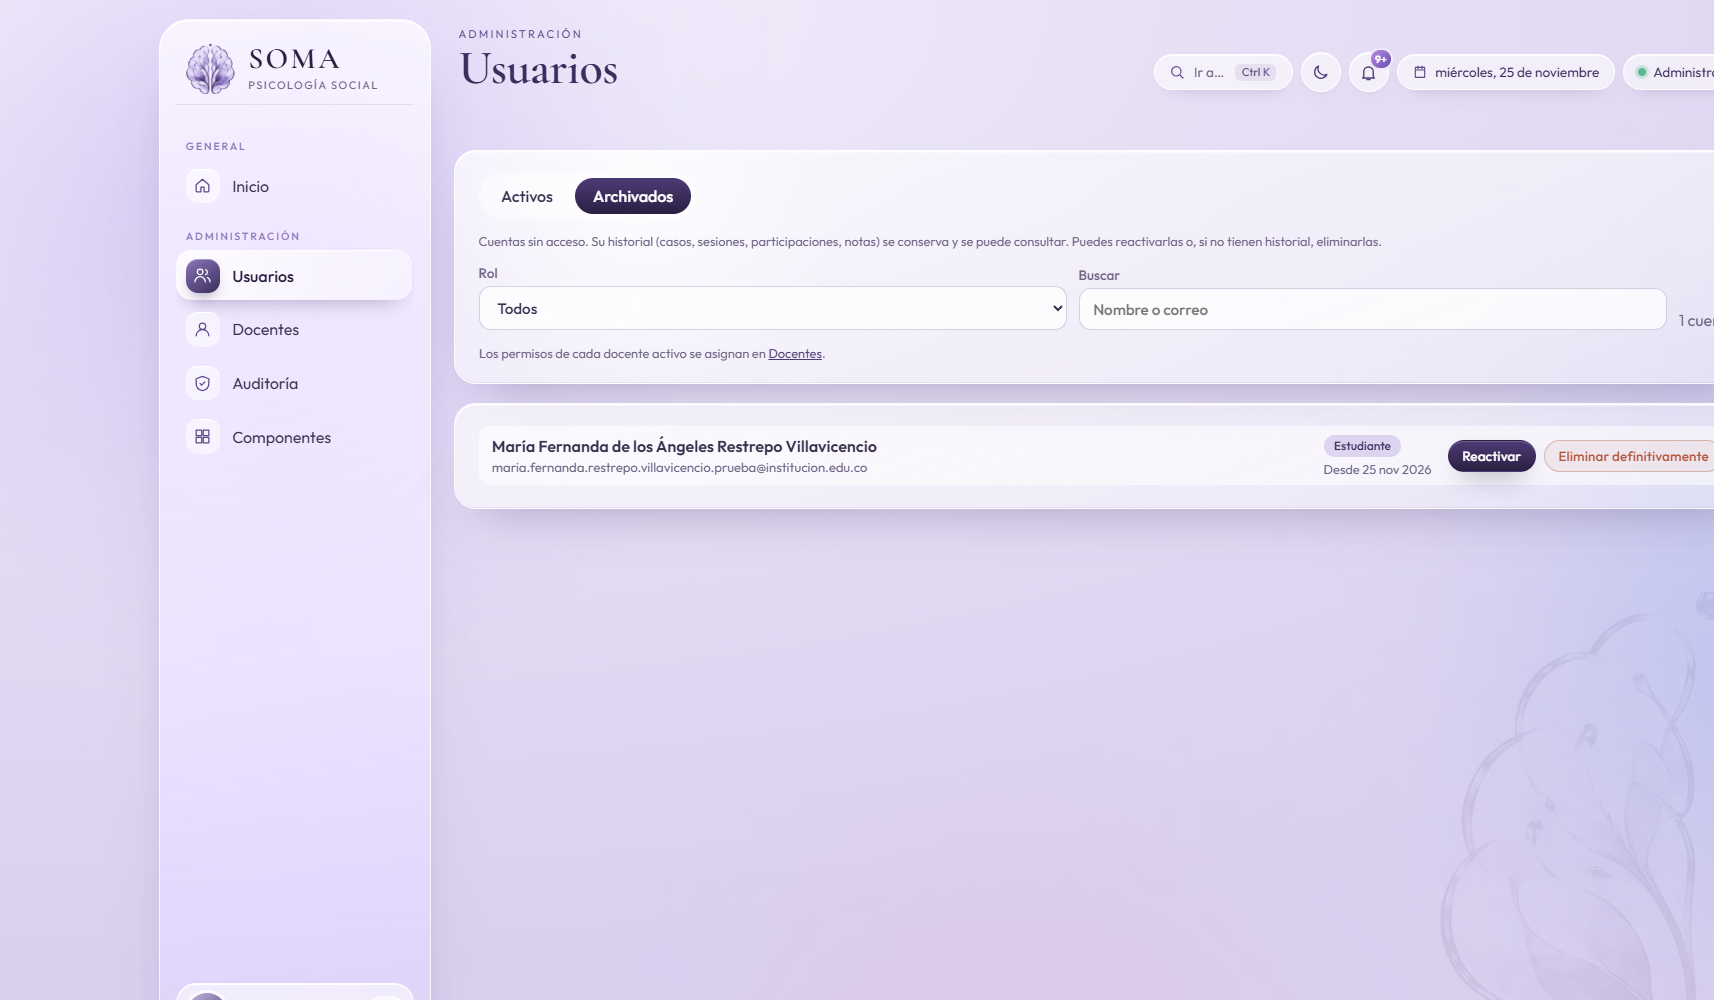 SOMA
PSICOLOGÍA SOCIAL
GENERAL
Inicio
ADMINISTRACIÓN
Usuarios
Docentes
Auditoría
Componentes
ADMINISTRACIÓN
Usuarios
Ir a... Ctrl K
9+
miércoles, 25 de noviembre
Activos Archivados
Cuentas sin acceso. Su historial (casos, sesiones, participaciones, notas) se conserva y se puede consultar. Puedes reactivarlas o, si no tienen historial, eliminarlas.
Rol
Todos
Buscar
Nombre o correo
1
Los permisos de cada docente activo se asignan en Docentes.
María Fernanda de los Ángeles Restrepo Villavicencio
maria.fernanda.restrepo.villavicencio.prueba@institucion.edu.co
Estudiante
Desde 25 nov 2026
Reactivar
Eliminar definitivamente